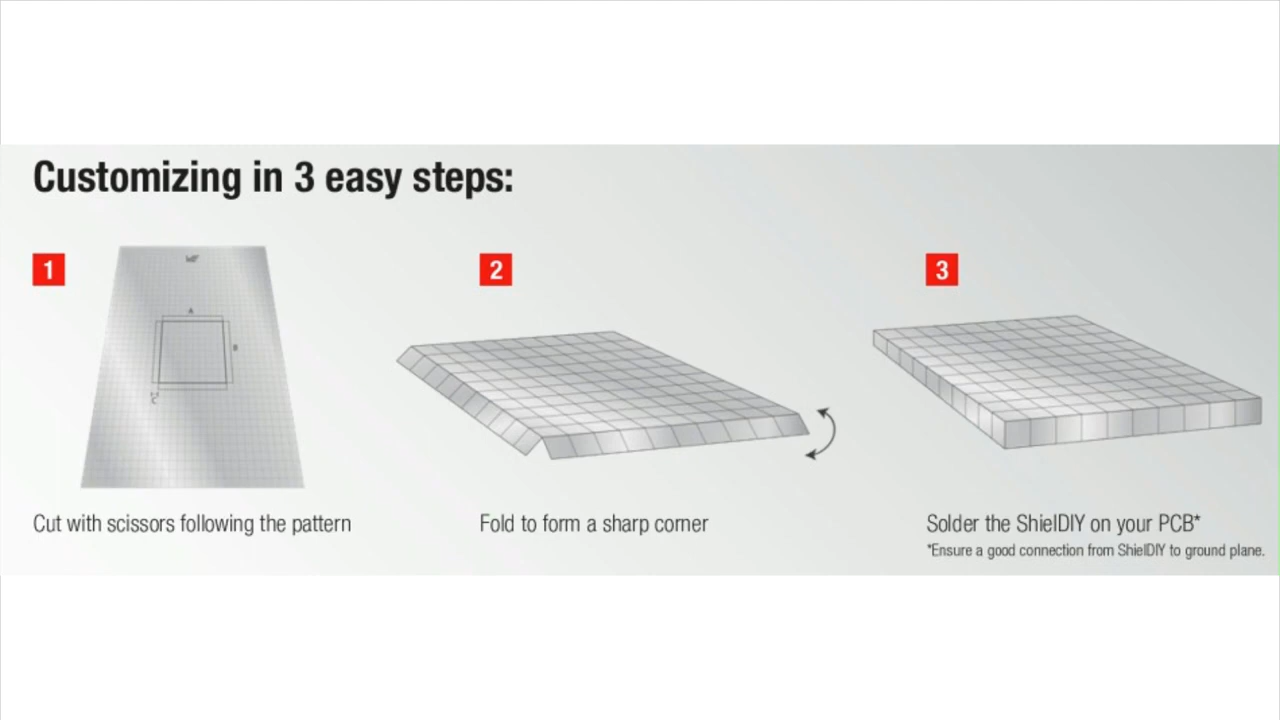 Customizing in 3 easy steps:
1
2
3
A
B
C
Cut with scissors following the pattern
Fold to form a sharp corner
Solder the ShielDIY on your PCB*
*Ensure a good connection from ShielDIY to ground plane.